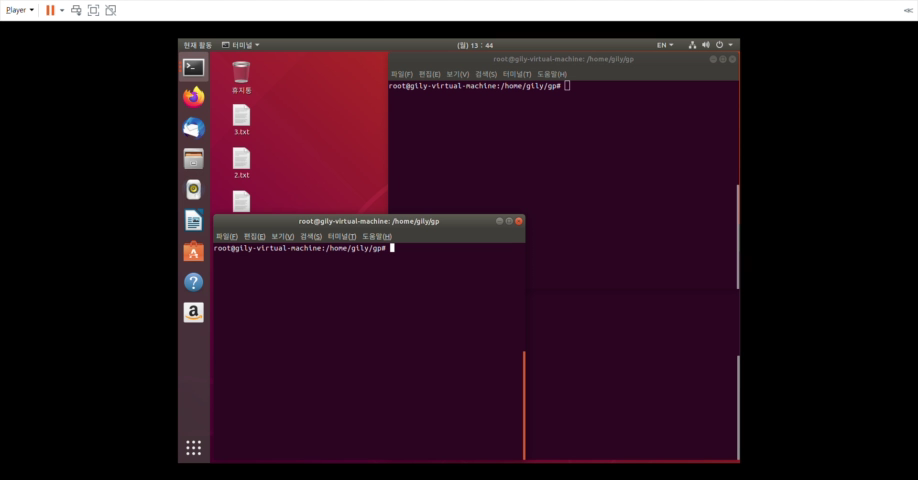 Player
현재 활동 터미널 (월) 13 : 44 EN
root@gily-virtual-machine: /home/gily/gp
파일(F) 편집(E) 보기(V) 검색(S) 터미널(T) 도움말(H)
root@gily-virtual-machine:/home/gily/gp#
휴지통
3.txt
2.txt
root@gily-virtual-machine: /home/gily/gp
파일(F) 편집(E) 보기(V) 검색(S) 터미널(T) 도움말(H)
root@gily-virtual-machine:/home/gily/gp#